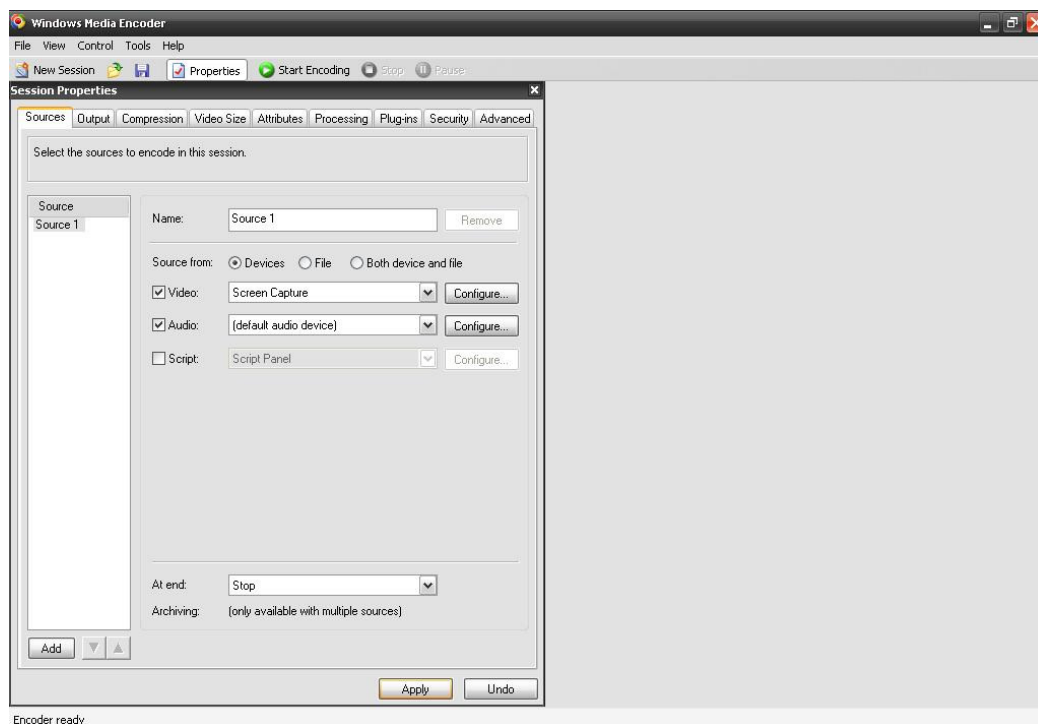 Windows Media Encoder
File View Control Tools Help
New Session Properties Start Encoding Stop Pause
Session Properties
Sources Output Compression Video Size Attributes Processing Plug-ins Security Advanced
Select the sources to encode in this session.
Source
Source 1
Name: Source 1 Remove
Source from: Devices File Both device and file
Video: Screen Capture Configure...
Audio: (default audio device) Configure...
Script: Script Panel Configure...
At end: Stop
Archiving: (only available with multiple sources)
Add
Apply Undo
Encoder ready